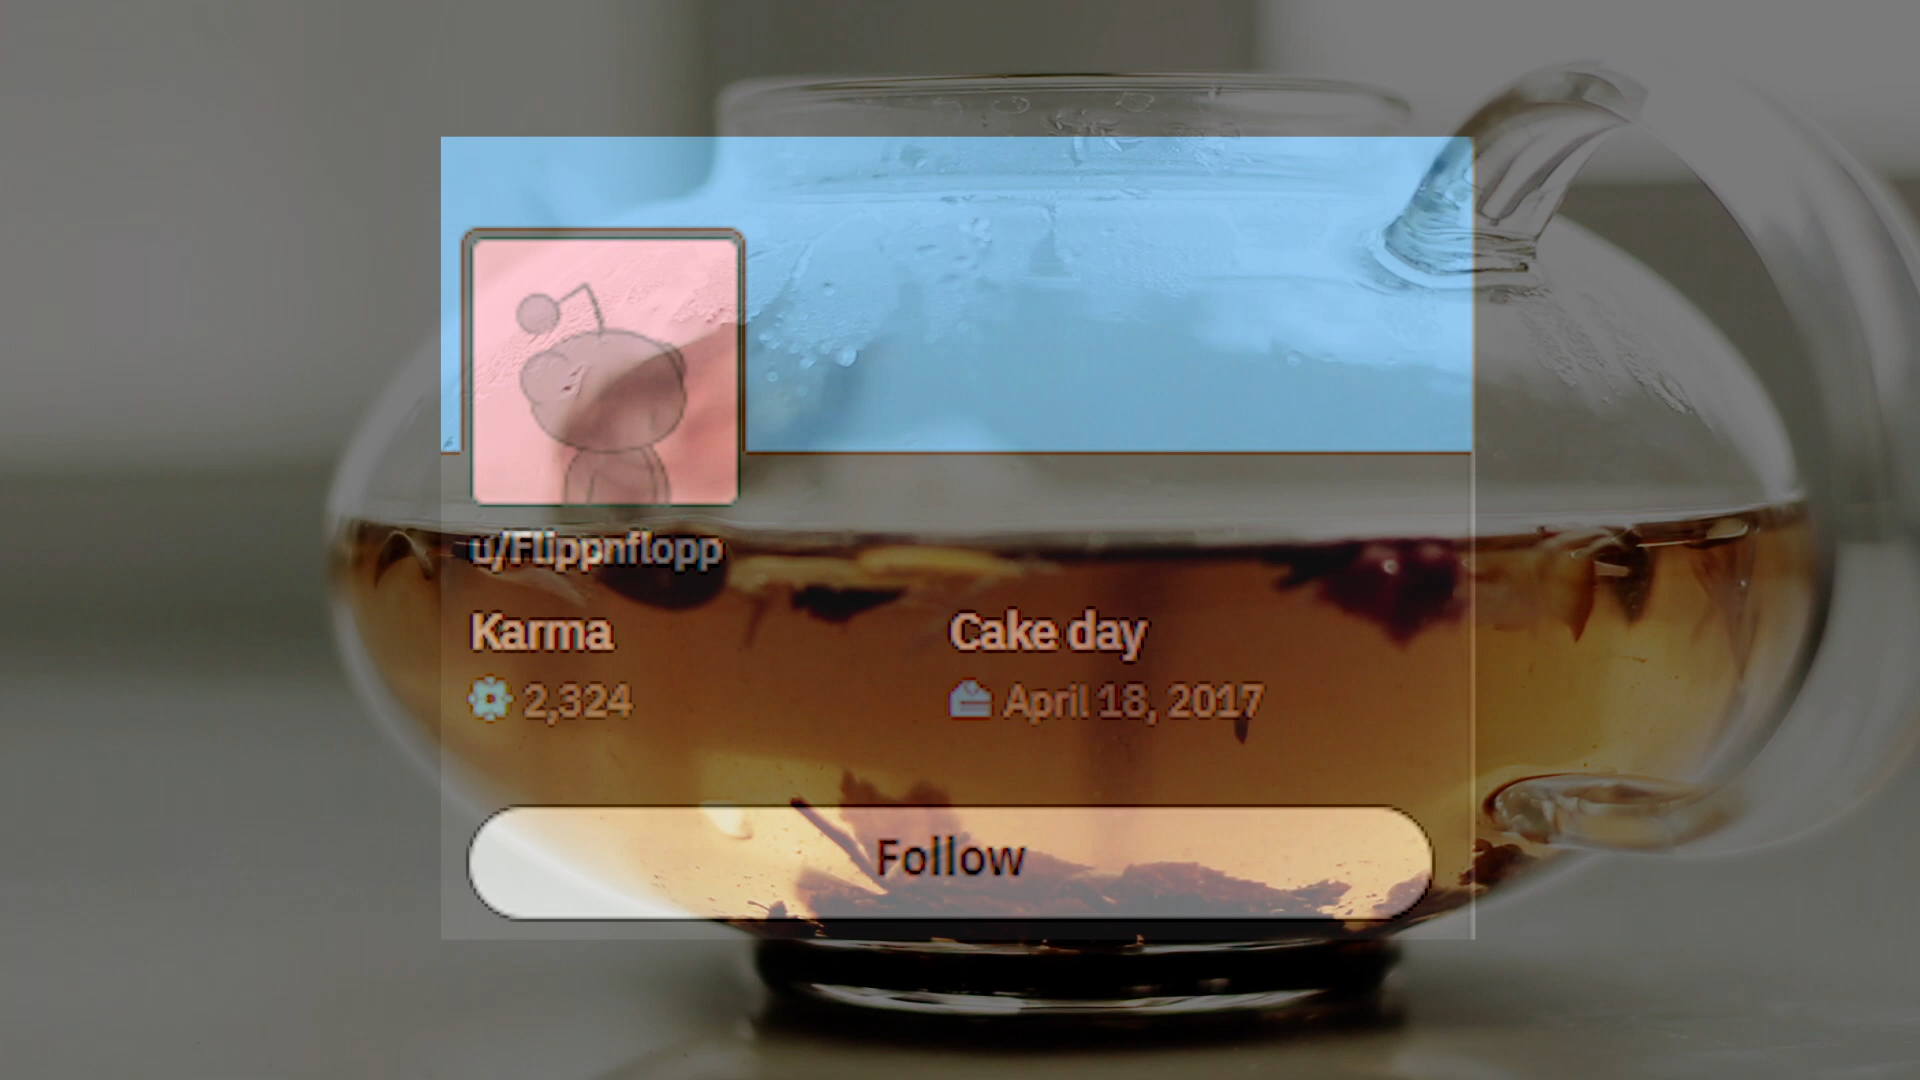 u/Flippnflopp
Karma
Cake day
2,324
April 18, 2017
Follow